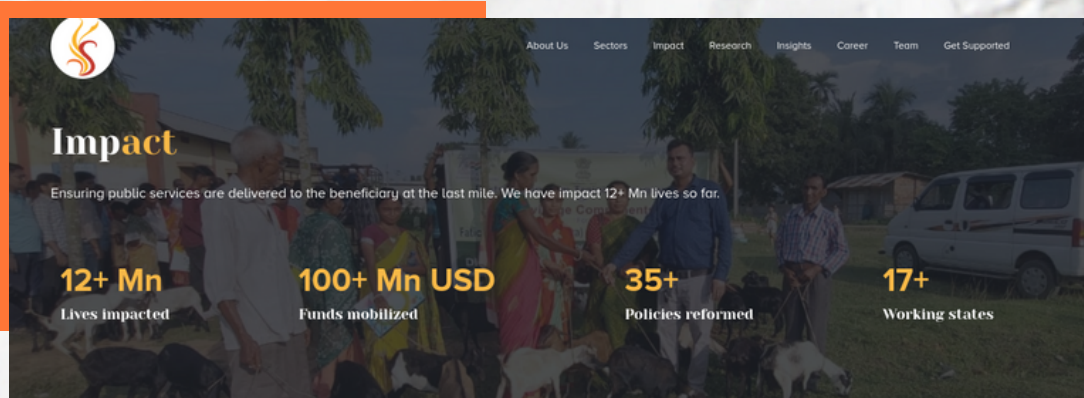 About Us Sectors Impact Research Insights Career Team Get Supported
Impact
Ensuring public services are delivered to the beneficiary at the last mile. We have impact 12+ Mn lives so far.
12+ Mn 100+ Mn USD 35+ 17+
Lives impacted Funds mobilized Policies reformed Working states